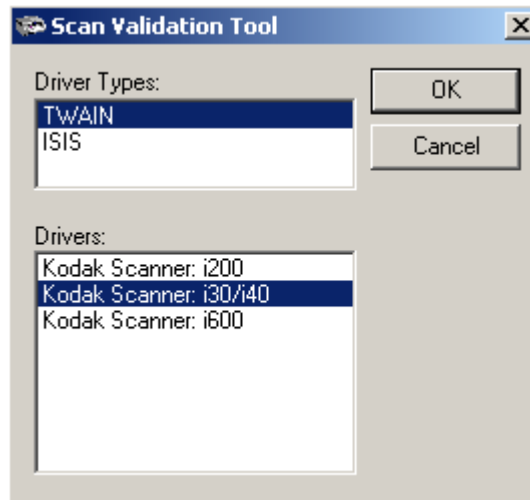 Scan Validation Tool
Driver Types:
TWAIN
ISIS
OK
Cancel
Drivers:
Kodak Scanner: i200
Kodak Scanner: i30/i40
Kodak Scanner: i600